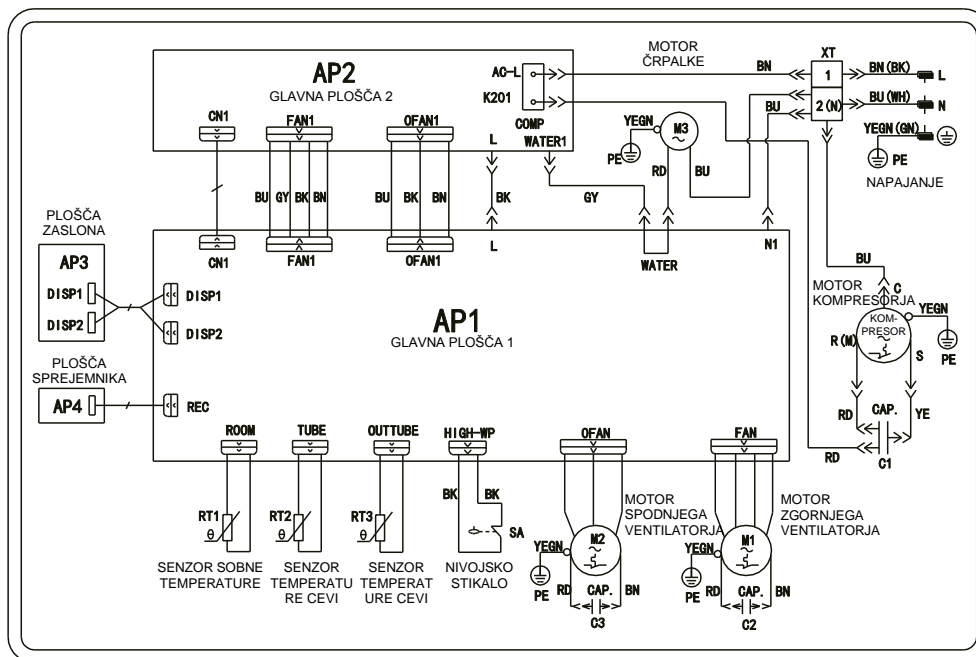 MOTOR
ČRPALKE
XT
AP2
GLAVNA PLOŠČA 2
AC-L
K201
COMP
BN
1
BN(BK)
L
BU
2(N)
BU(WH)
N
CN1
FAN1
OFAN1
L
WATER1
YEGN
M3
YEGN(GN)
PE
PE
NAPAJANJE
BU
GY
BK
BN
BU
BK
BN
BK
GY
RD
BU
CN1
FAN1
OFAN1
L
WATER
N1
PLOŠČA
ZASLONA
AP3
DISP1
DISP2
DISP1
DISP2
AP1
GLAVNA PLOŠČA 1
BU
MOTOR
KOMPRESORJA
C
YEGN
KOM-
PRESOR
R(M)
S
PE
PLOŠČA
SPREJEMNIKA
AP4
REC
RD
CAP.
YE
C1
RD
ROOM
TUBE
OUTTUBE
HIGH-WP
OFAN
FAN
BK
BK
RT1
θ
RT2
θ
RT3
θ
SA
MOTOR
SPODNJEGA
VENTILATORJA
MOTOR
ZGORNJEGA
VENTILATORJA
YEGN
M2
YEGN
M1
SENZOR SOBNE
TEMPERATURE
SENZOR
TEMPERATU
RE CEVI
SENZOR
TEMPERAT
URE CEVI
NIVOJSKO
STIKALO
PE
RD
CAP.
BN
C3
PE
RD
CAP.
BN
C2